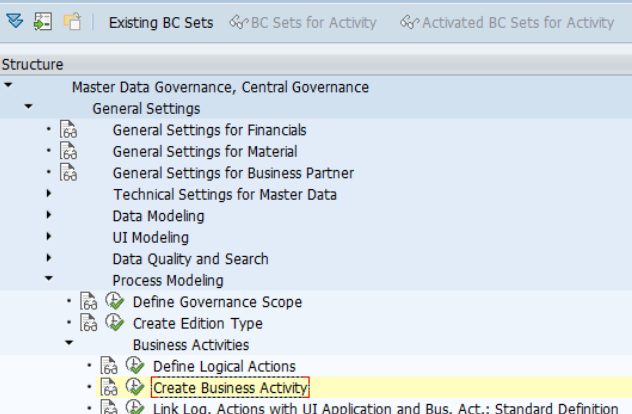 Existing BC Sets BC Sets for Activity Activated BC Sets for Activity
Structure
Master Data Governance, Central Governance
General Settings
General Settings for Financials
General Settings for Material
General Settings for Business Partner
Technical Settings for Master Data
Data Modeling
UI Modeling
Data Quality and Search
Process Modeling
Define Governance Scope
Create Edition Type
Business Activities
Define Logical Actions
Create Business Activity
Link Log. Actions with UI Application and Bus. Act.: Standard Definition